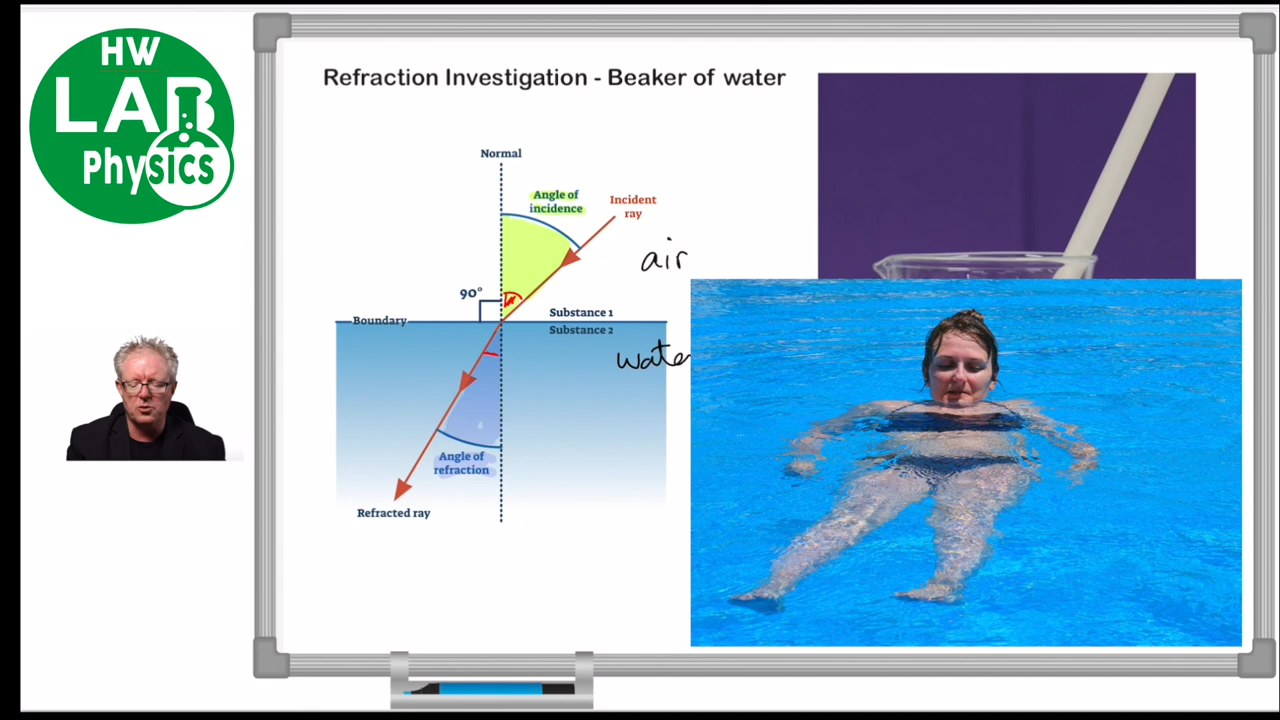 HW
LAB
Physics
Refraction Investigation - Beaker of water
Normal
Angle of
incidence
Incident
ray
air
90°
Boundary
Substance 1
Substance 2
water
Angle of
refraction
Refracted ray